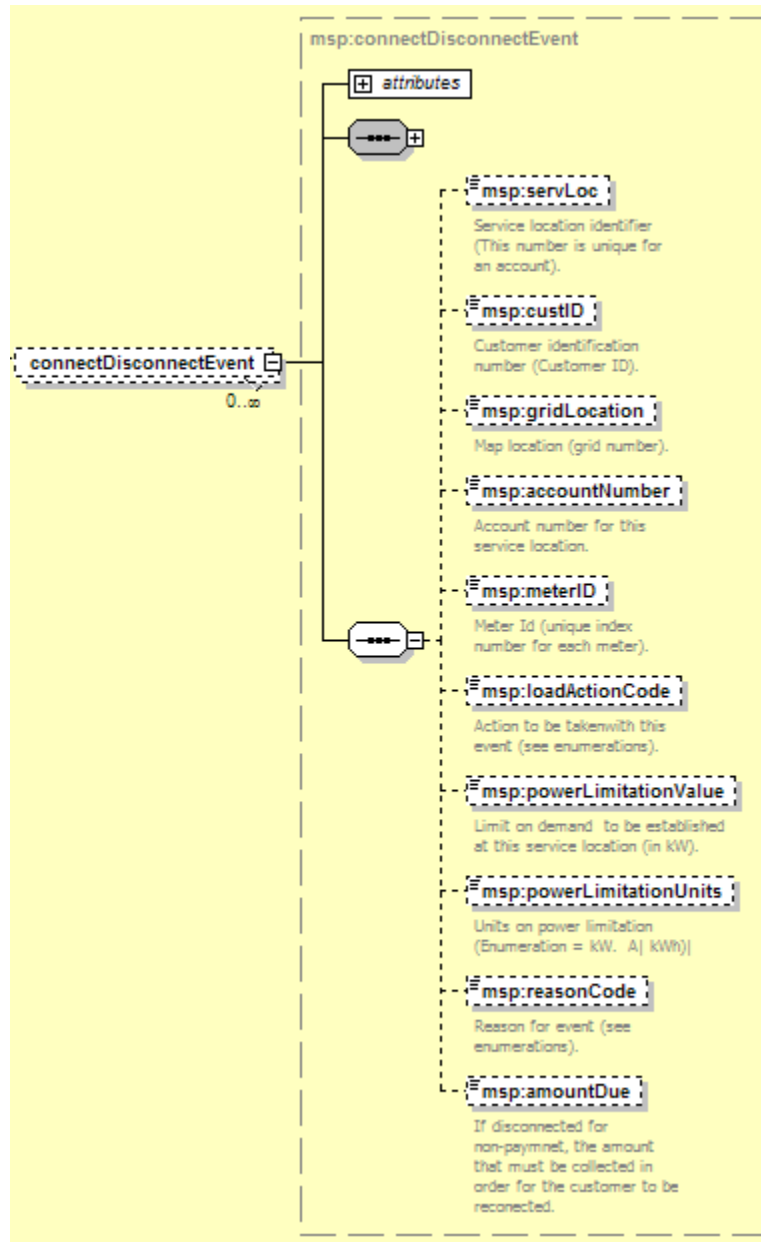 msp:connectDisconnectEvent
attributes
msp:servLoc
Service location identifier
(This number is unique for
an account).
msp:custID
Customer identification
number (Customer ID).
connectDisconnectEvent
0..∞
msp:gridLocation
Map location (grid number).
msp:accountNumber
Account number for this
service location.
msp:meterID
Meter Id (unique index
number for each meter).
msp:loadActionCode
Action to be takenwith this
event (see enumerations).
msp:powerLimitationValue
Limit on demand  to be established
at this service location (in kW).
msp:powerLimitationUnits
Units on power limitation
(Enumeration = kW.  A| kWh)|
msp:reasonCode
Reason for event (see
enumerations).
msp:amountDue
If disconnected for
non-paymnet, the amount
that must be collected in
order for the customer to be
reconected.